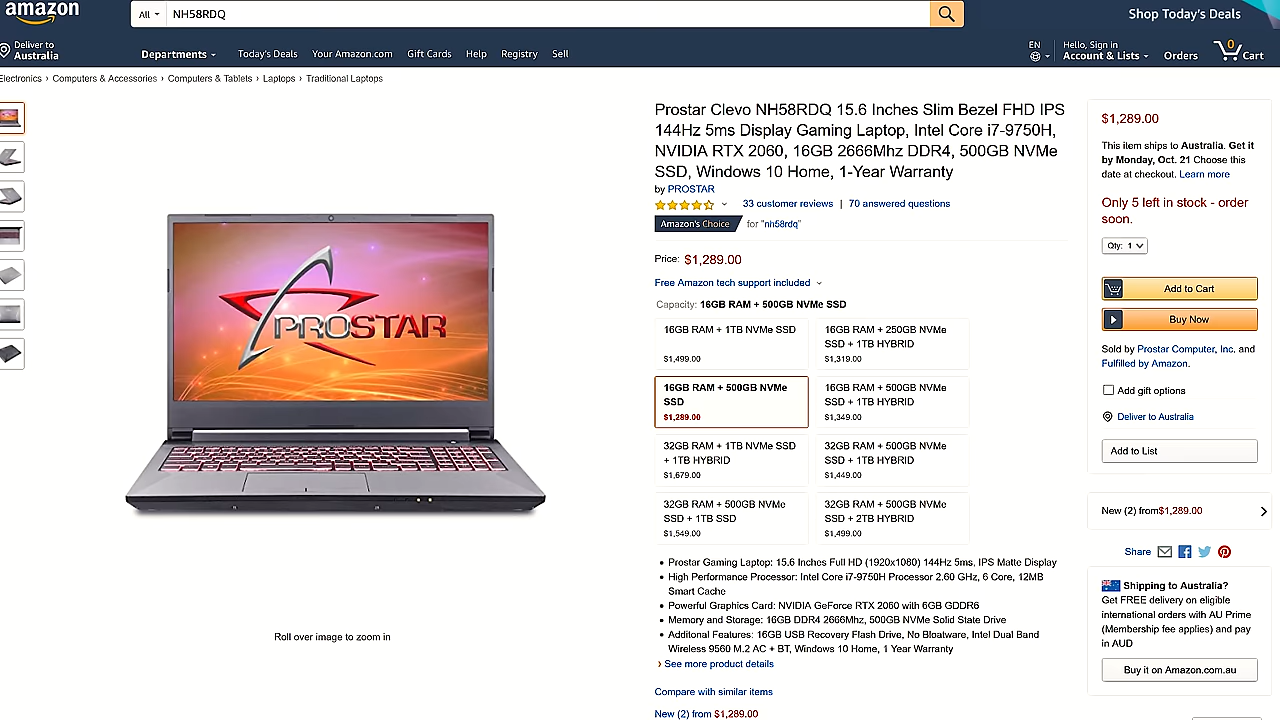 amazon
All
NH58RDQ
Shop Today's Deals
Deliver to
Australia
Departments
Today's Deals
Your Amazon.com
Gift Cards
Help
Registry
Sell
EN
Hello, Sign in
Account & Lists
Orders
0
Cart
Electronics › Computers & Accessories › Computers & Tablets › Laptops › Traditional Laptops
PROSTAR
Roll over image to zoom in
Prostar Clevo NH58RDQ 15.6 Inches Slim Bezel FHD IPS
144Hz 5ms Display Gaming Laptop, Intel Core i7-9750H,
NVIDIA RTX 2060, 16GB 2666Mhz DDR4, 500GB NVMe
SSD, Windows 10 Home, 1-Year Warranty
by PROSTAR
33 customer reviews | 70 answered questions
Amazon's Choice for "nh58rdq"
Price: $1,289.00
Free Amazon tech support included
Capacity: 16GB RAM + 500GB NVMe SSD
16GB RAM + 1TB NVMe SSD
$1,499.00
16GB RAM + 250GB NVMe
SSD + 1TB HYBRID
$1,319.00
16GB RAM + 500GB NVMe
SSD
$1,289.00
16GB RAM + 500GB NVMe
SSD + 1TB HYBRID
$1,349.00
32GB RAM + 1TB NVMe SSD
+ 1TB HYBRID
$1,679.00
32GB RAM + 500GB NVMe
SSD + 1TB HYBRID
$1,449.00
32GB RAM + 500GB NVMe
SSD + 1TB SSD
$1,549.00
32GB RAM + 500GB NVMe
SSD + 2TB HYBRID
$1,499.00
• Prostar Gaming Laptop: 15.6 Inches Full HD (1920x1080) 144Hz 5ms, IPS Matte Display
• High Performance Processor: Intel Core i7-9750H Processor 2.60 GHz, 6 Core, 12MB
Smart Cache
• Powerful Graphics Card: NVIDIA GeForce RTX 2060 with 6GB GDDR6
• Memory and Storage: 16GB DDR4 2666Mhz, 500GB NVMe Solid State Drive
• Additonal Features: 16GB USB Recovery Flash Drive, No Bloatware, Intel Dual Band
Wireless 9560 M.2 AC + BT, Windows 10 Home, 1 Year Warranty
› See more product details
Compare with similar items
New (2) from $1,289.00
$1,289.00
This item ships to Australia. Get it
by Monday, Oct. 21 Choose this
date at checkout. Learn more
Only 5 left in stock - order
soon.
Qty: 1
Add to Cart
Buy Now
Sold by Prostar Computer, Inc. and
Fulfilled by Amazon.
Add gift options
Deliver to Australia
Add to List
New (2) from$1,289.00
Share
Shipping to Australia?
Get FREE delivery on eligible
international orders with AU Prime
(Membership fee applies) and pay
in AUD
Buy it on Amazon.com.au